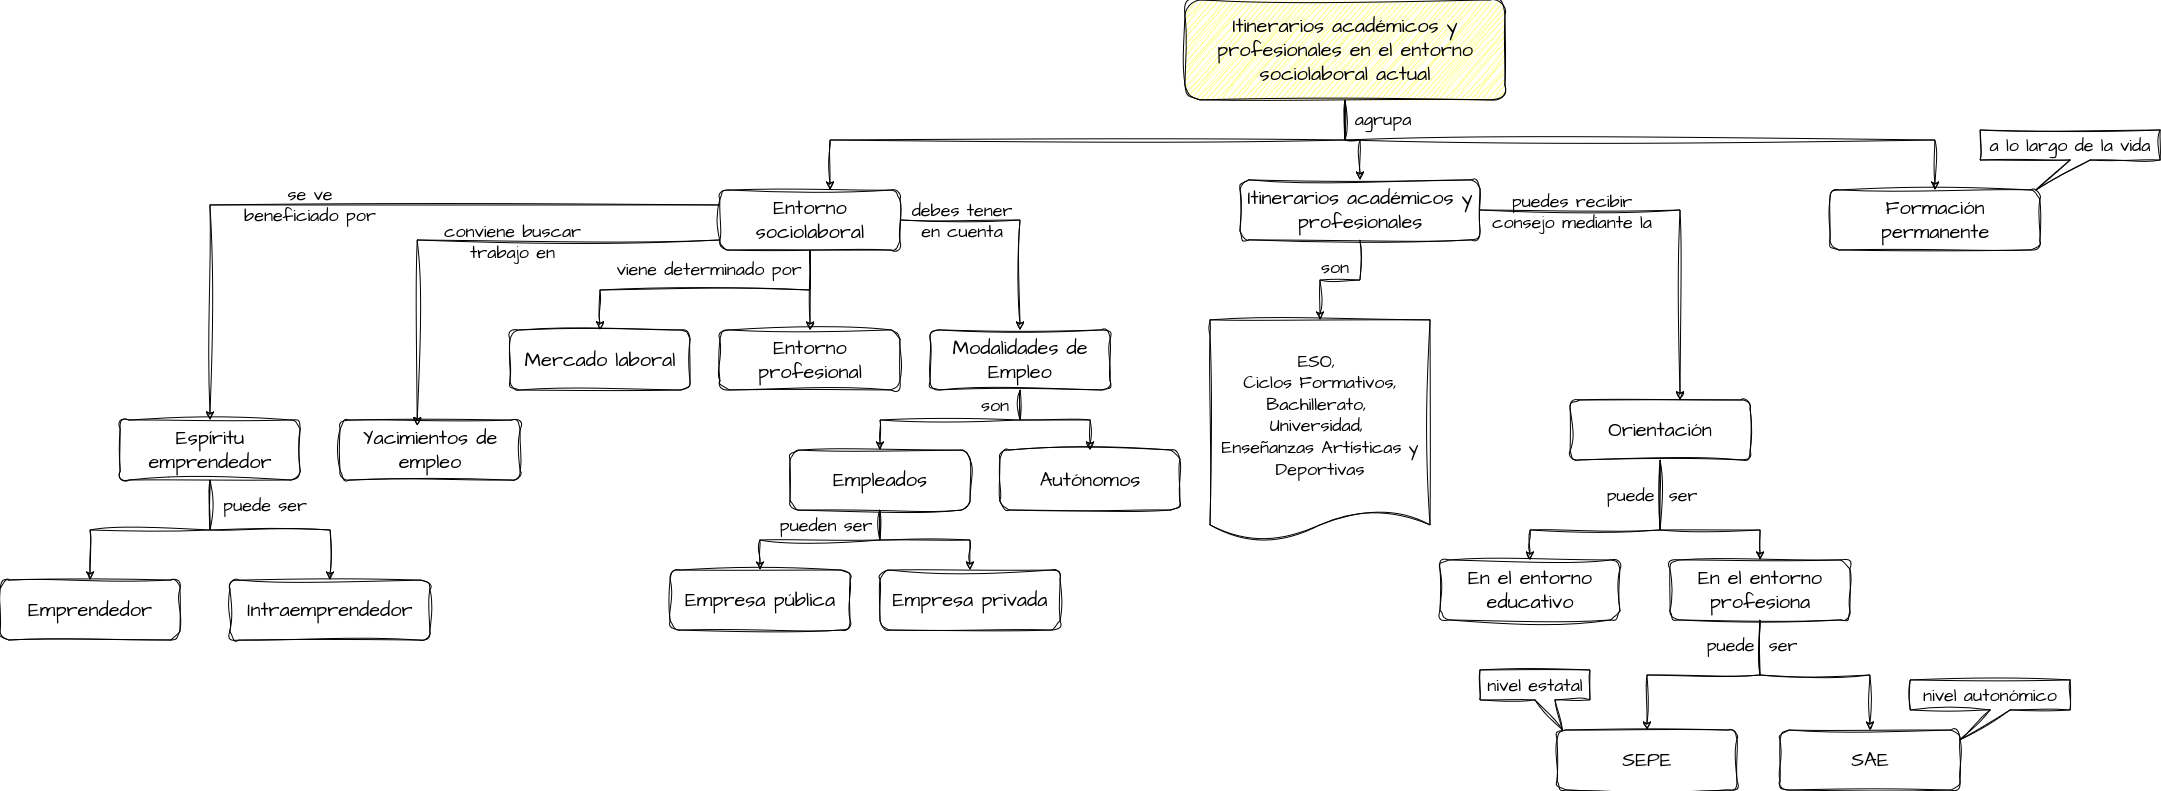 Itinerarios académicos y
profesionales en el entorno
sociolaboral actual
agrupa
a lo largo de la vida
se ve
beneficiado por
conviene buscar
trabajo en
Entorno
sociolaboral
debes tener
en cuenta
Itinerarios académicos y
profesionales
puedes recibir
consejo mediante la
Formación
permanente
viene determinado por
son
Mercado laboral
Entorno
profesional
Modalidades de
Empleo
ESO,
Ciclos Formativos,
Bachillerato,
Universidad,
Enseñanzas Artísticas y
Deportivas
son
Espíritu
emprendedor
Yacimientos de
empleo
Empleados
Autónomos
Orientación
puede ser
pueden ser
puede ser
Emprendedor
Intraemprendedor
Empresa pública
Empresa privada
En el entorno
educativo
En el entorno
profesiona
puede ser
nivel estatal
nivel autonómico
SEPE
SAE